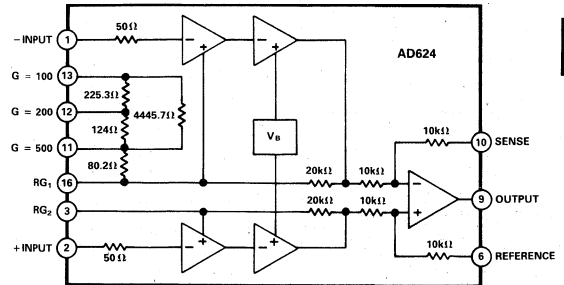 50Ω
− INPUT 1
− +
− +
AD624
G = 100 13
225.3Ω
G = 200 12
4445.7Ω
124Ω
VB
G = 500 11
10kΩ
10 SENSE
80.2Ω
20kΩ 10kΩ
RG1 16
−
9 OUTPUT
RG2 3
20kΩ 10kΩ
+
+ INPUT 2
50Ω
− +
− +
10kΩ
6 REFERENCE